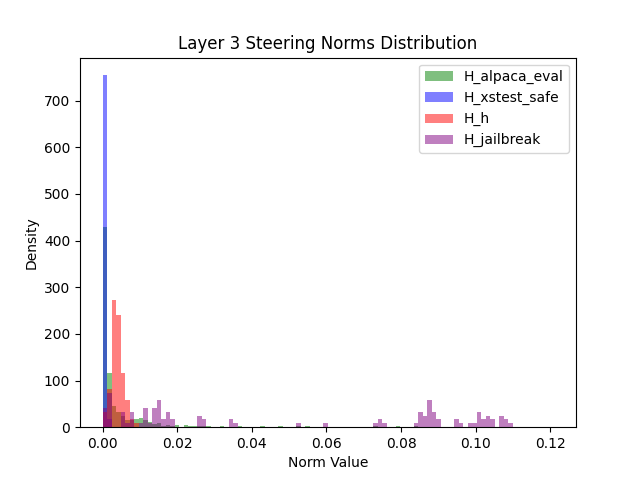 Layer 3 Steering Norms Distribution
H_alpaca_eval
H_xstest_safe
H_h
H_jailbreak
700
600
500
400
300
200
100
0
Density
0.00 0.02 0.04 0.06 0.08 0.10 0.12
Norm Value